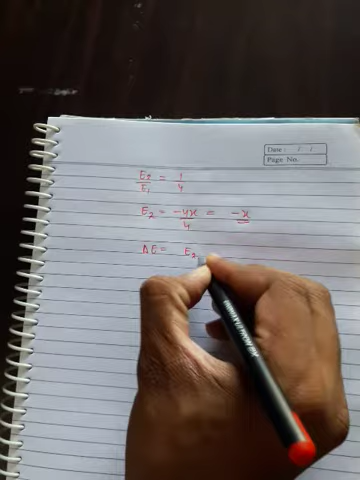 Date : / /
Page No.
E₂/E₁ = 1/4
E₂ = -4x/4 = -x
ΔE = E₂